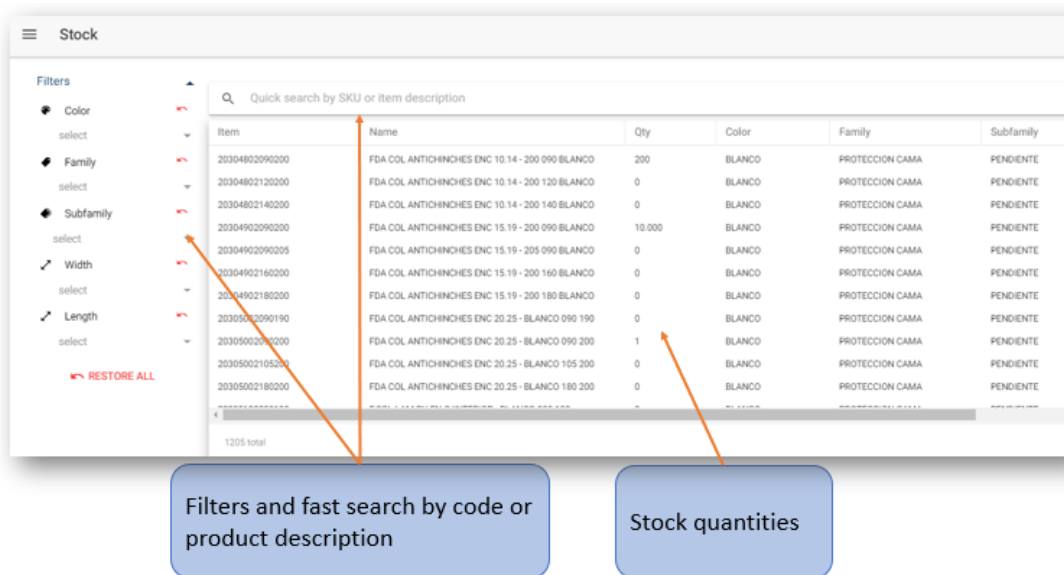 Stock
Filters
Color
select
Family
select
Subfamily
select
Width
select
Length
select
RESTORE ALL
Quick search by SKU or item description
Item Name Qty Color Family Subfamily
20304802090200 FDA COL ANTICHINCHES ENC 10.14 - 200 090 BLANCO 200 BLANCO PROTECCION CAMA PENDIENTE
20304802120200 FDA COL ANTICHINCHES ENC 10.14 - 200 120 BLANCO 0 BLANCO PROTECCION CAMA PENDIENTE
20304802140200 FDA COL ANTICHINCHES ENC 10.14 - 200 140 BLANCO 0 BLANCO PROTECCION CAMA PENDIENTE
20304902090200 FDA COL ANTICHINCHES ENC 15.19 - 200 090 BLANCO 10.000 BLANCO PROTECCION CAMA PENDIENTE
20304902090205 FDA COL ANTICHINCHES ENC 15.19 - 205 090 BLANCO 0 BLANCO PROTECCION CAMA PENDIENTE
20304902160200 FDA COL ANTICHINCHES ENC 15.19 - 200 160 BLANCO 0 BLANCO PROTECCION CAMA PENDIENTE
20304902180200 FDA COL ANTICHINCHES ENC 15.19 - 200 180 BLANCO 0 BLANCO PROTECCION CAMA PENDIENTE
20305002090190 FDA COL ANTICHINCHES ENC 20.25 - BLANCO 090 190 0 BLANCO PROTECCION CAMA PENDIENTE
20305002090200 FDA COL ANTICHINCHES ENC 20.25 - BLANCO 090 200 1 BLANCO PROTECCION CAMA PENDIENTE
20305002105200 FDA COL ANTICHINCHES ENC 20.25 - BLANCO 105 200 0 BLANCO PROTECCION CAMA PENDIENTE
20305002180200 FDA COL ANTICHINCHES ENC 20.25 - BLANCO 180 200 0 BLANCO PROTECCION CAMA PENDIENTE
1205 total
Filters and fast search by code or
product description
Stock quantities